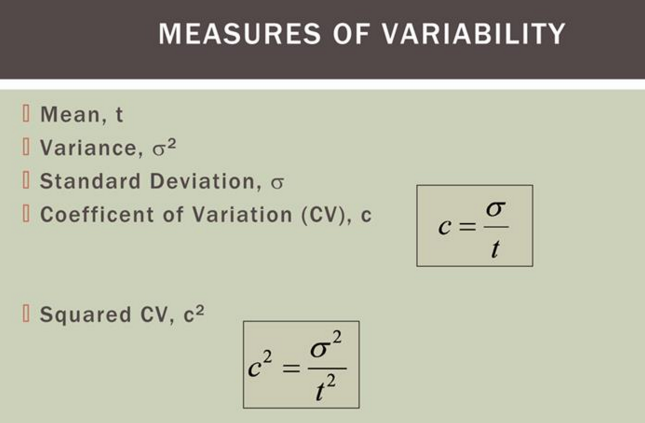 MEASURES OF VARIABILITY
Mean, t
Variance, σ²
Standard Deviation, σ
Coefficent of Variation (CV), c
c = σ / t
Squared CV, c²
c² = σ² / t²